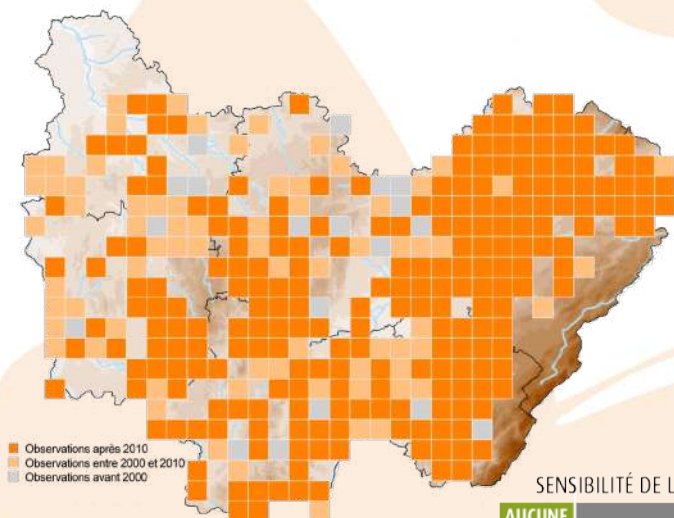 Observations après 2010
Observations entre 2000 et 2010
Observations avant 2000
SENSIBILITÉ DE L
AUCUNE